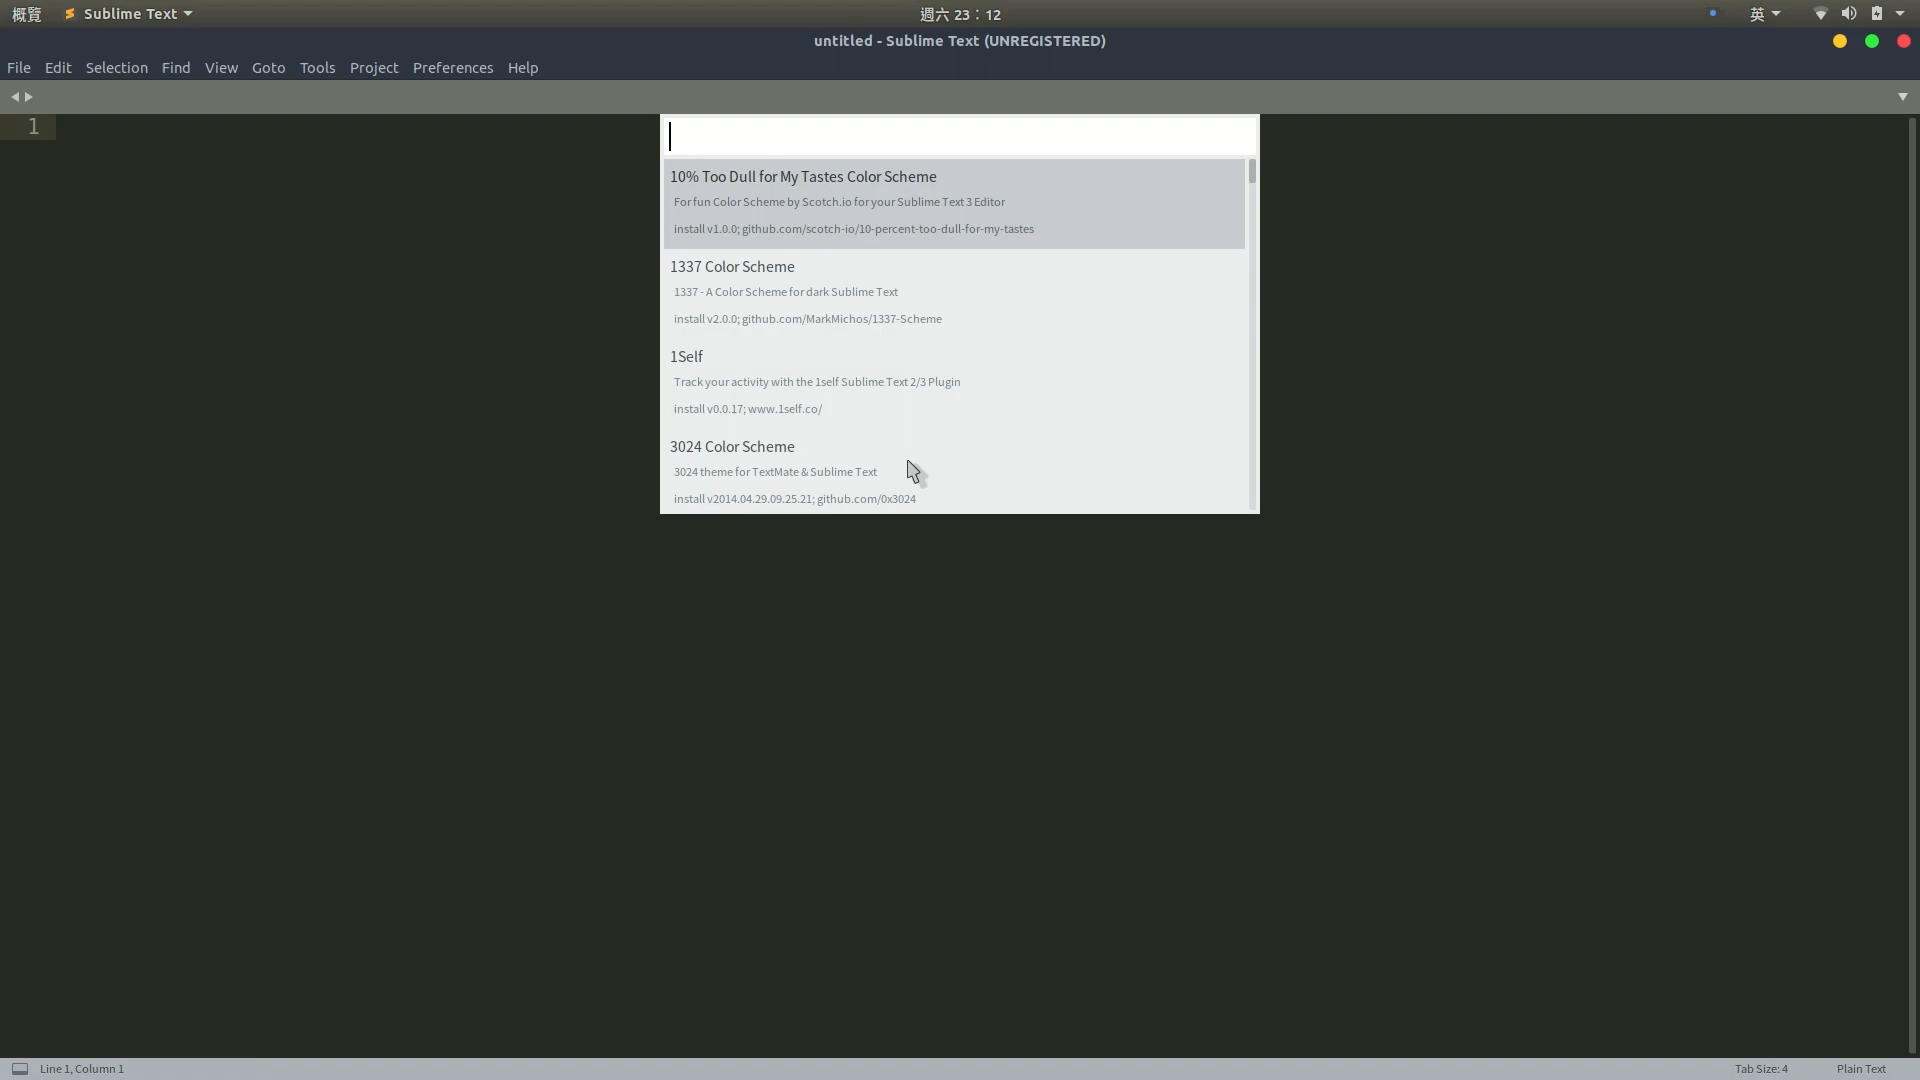 概覽 Sublime Text 週六 23：12 英
untitled - Sublime Text (UNREGISTERED)
File Edit Selection Find View Goto Tools Project Preferences Help
1
10% Too Dull for My Tastes Color Scheme
For fun Color Scheme by Scotch.io for your Sublime Text 3 Editor
install v1.0.0; github.com/scotch-io/10-percent-too-dull-for-my-tastes
1337 Color Scheme
1337 - A Color Scheme for dark Sublime Text
install v2.0.0; github.com/MarkMichos/1337-Scheme
1Self
Track your activity with the 1self Sublime Text 2/3 Plugin
install v0.0.17; www.1self.co/
3024 Color Scheme
3024 theme for TextMate & Sublime Text
install v2014.04.29.09.25.21; github.com/0x3024
Line 1, Column 1 Tab Size: 4 Plain Text